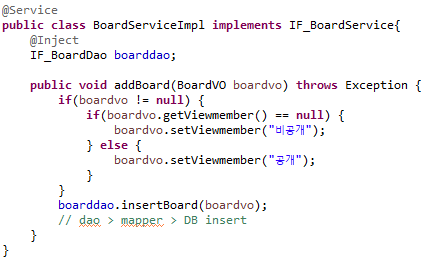 @Service
public class BoardServiceImpl implements IF_BoardService{
    @Inject
    IF_BoardDao boarddao;

    public void addBoard(BoardVO boardvo) throws Exception {
        if(boardvo != null) {
            if(boardvo.getViewmember() == null) {
                boardvo.setViewmember("비공개");
            } else {
                boardvo.setViewmember("공개");
            }
        }
        boarddao.insertBoard(boardvo);
        // dao > mapper > DB insert
    }
}